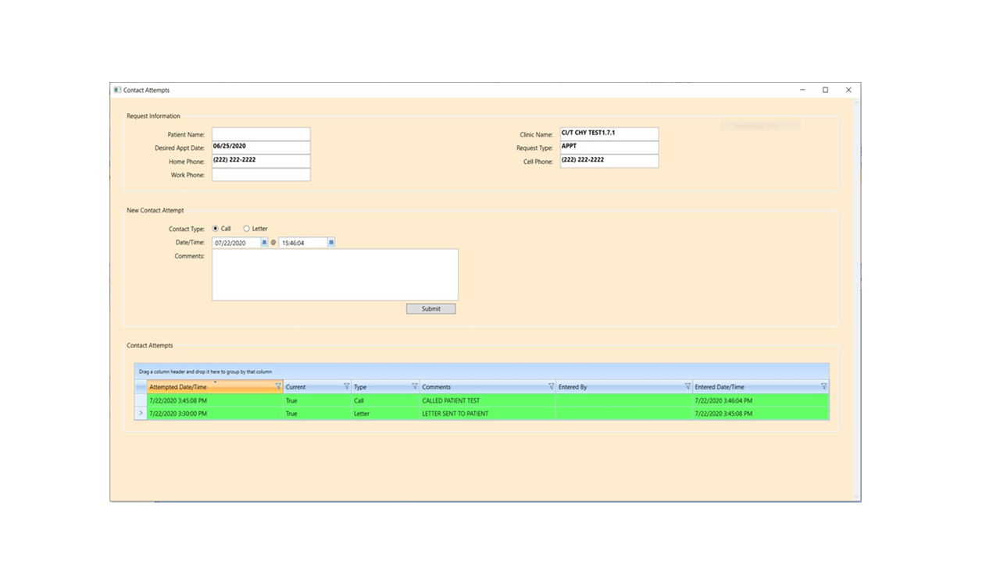 Contact Attempts
Request Information
Patient Name:
Clinic Name: CI/T CHY TEST1.7.1
Desired Appt Date: 06/25/2020
Request Type: APPT
Home Phone: (222) 222-2222
Cell Phone: (222) 222-2222
Work Phone:
New Contact Attempt
Contact Type: Call Letter
Date/Time: 07/22/2020 @ 15:46:04
Comments:
Submit
Contact Attempts
Drag a column header and drop it here to group by that column
Attempted Date/Time Current Type Comments Entered By Entered Date/Time
7/22/2020 3:45:08 PM True Call CALLED PATIENT TEST 7/22/2020 3:46:04 PM
> 7/22/2020 3:30:00 PM True Letter LETTER SENT TO PATIENT 7/22/2020 3:45:08 PM